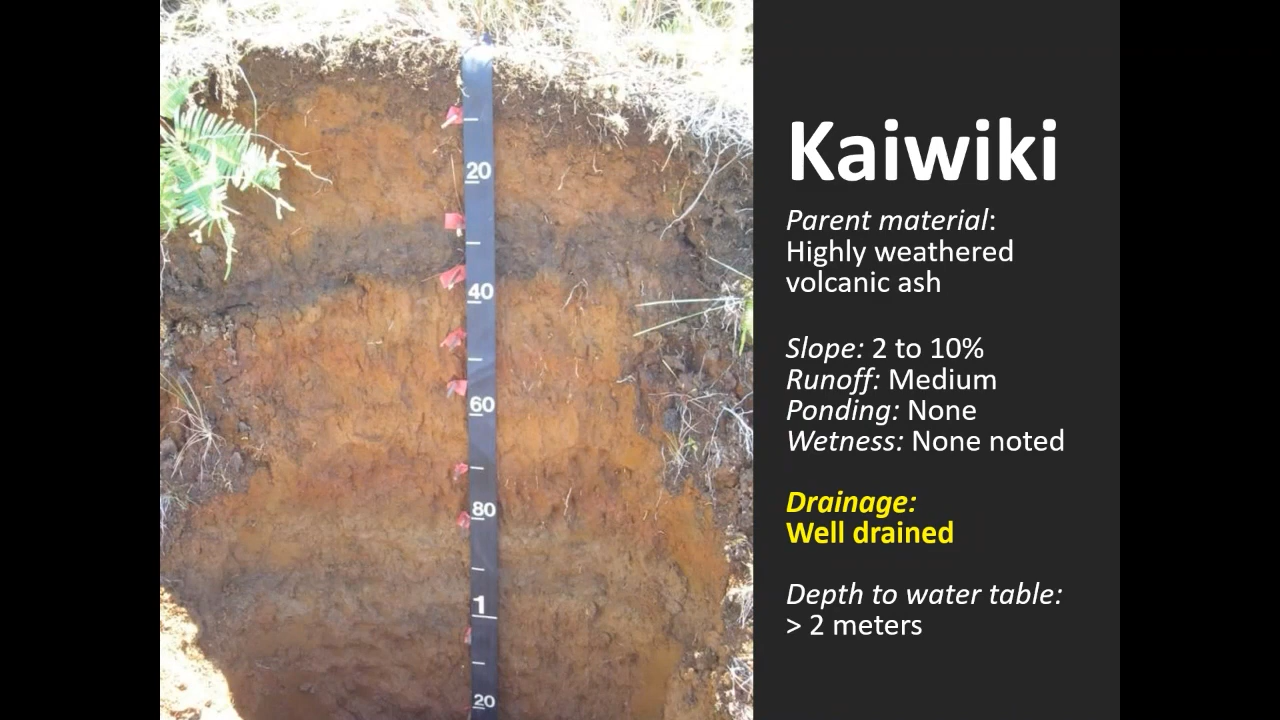 20
40
60
80
1
20
Kaiwiki
Parent material:
Highly weathered
volcanic ash
Slope: 2 to 10%
Runoff: Medium
Ponding: None
Wetness: None noted
Drainage:
Well drained
Depth to water table:
> 2 meters